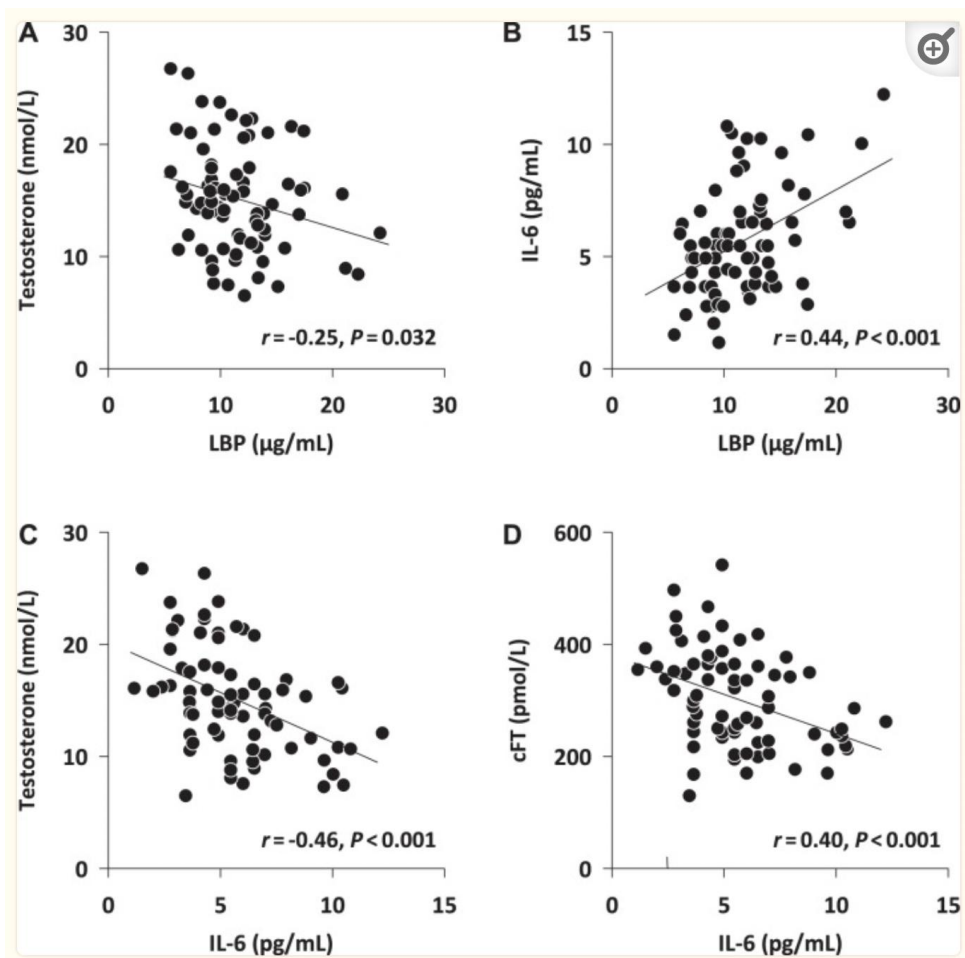 A
Testosterone (nmol/L)
30
20
10
0
r = -0.25, P = 0.032
0 10 20 30
LBP (µg/mL)
B
IL-6 (pg/mL)
15
10
5
0
r = 0.44, P < 0.001
0 10 20 30
LBP (µg/mL)
C
Testosterone (nmol/L)
30
20
10
0
r = -0.46, P < 0.001
0 5 10 15
IL-6 (pg/mL)
D
cFT (pmol/L)
600
400
200
0
r = 0.40, P < 0.001
0 5 10 15
IL-6 (pg/mL)